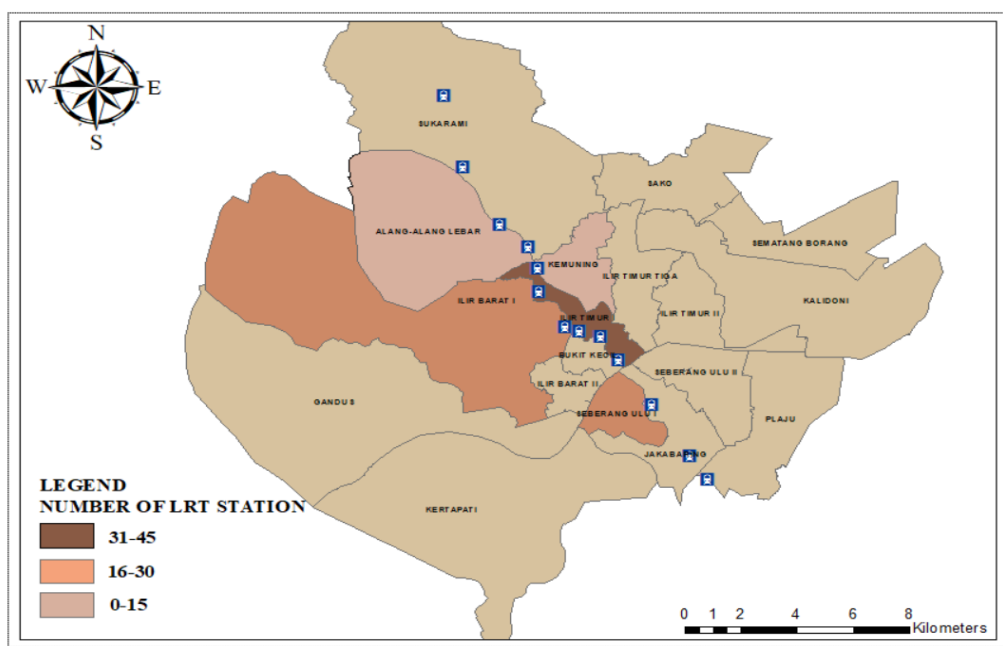 N
W
E
S
SUKARAMI
SAKO
ALANG-ALANG LEBAR
SEMATANG BORANG
KEMUNING
ILIR TIMUR TIGA
ILIR BARAT I
KALIDONI
ILIR TIMUR
ILIR TIMUR II
BUKIT KECIL
SEBERANG ULU II
ILIR BARAT II
GANDUS
SEBERANG ULU I
PLAJU
JAKABARING
KERTAPATI
LEGEND
NUMBER OF LRT STATION
31-45
16-30
0-15
0 1 2 4 6 8
Kilometers